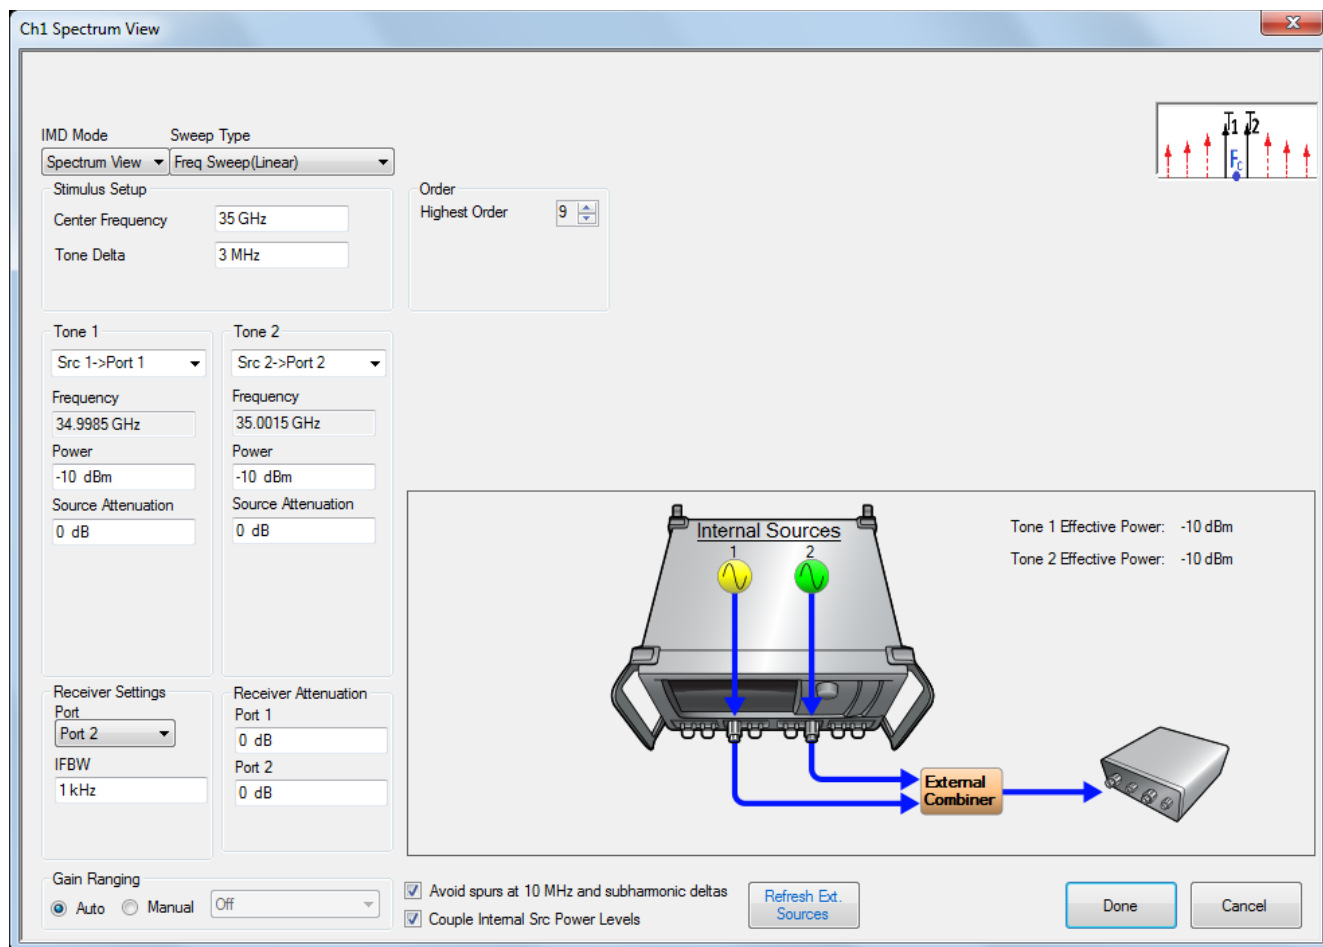 Ch1 Spectrum View
x
IMD Mode Sweep Type
Spectrum View Freq Sweep(Linear)
T1 T2
Fc
Stimulus Setup
Center Frequency 35 GHz
Tone Delta 3 MHz
Order
Highest Order 9
Tone 1
Src 1->Port 1
Frequency
34.9985 GHz
Power
-10 dBm
Source Attenuation
0 dB
Tone 2
Src 2->Port 2
Frequency
35.0015 GHz
Power
-10 dBm
Source Attenuation
0 dB
Internal Sources
1 2
Tone 1 Effective Power: -10 dBm
Tone 2 Effective Power: -10 dBm
External
Combiner
Receiver Settings
Port
Port 2
IFBW
1 kHz
Receiver Attenuation
Port 1
0 dB
Port 2
0 dB
Gain Ranging
Auto Manual Off
Avoid spurs at 10 MHz and subharmonic deltas
Couple Internal Src Power Levels
Refresh Ext.
Sources
Done Cancel